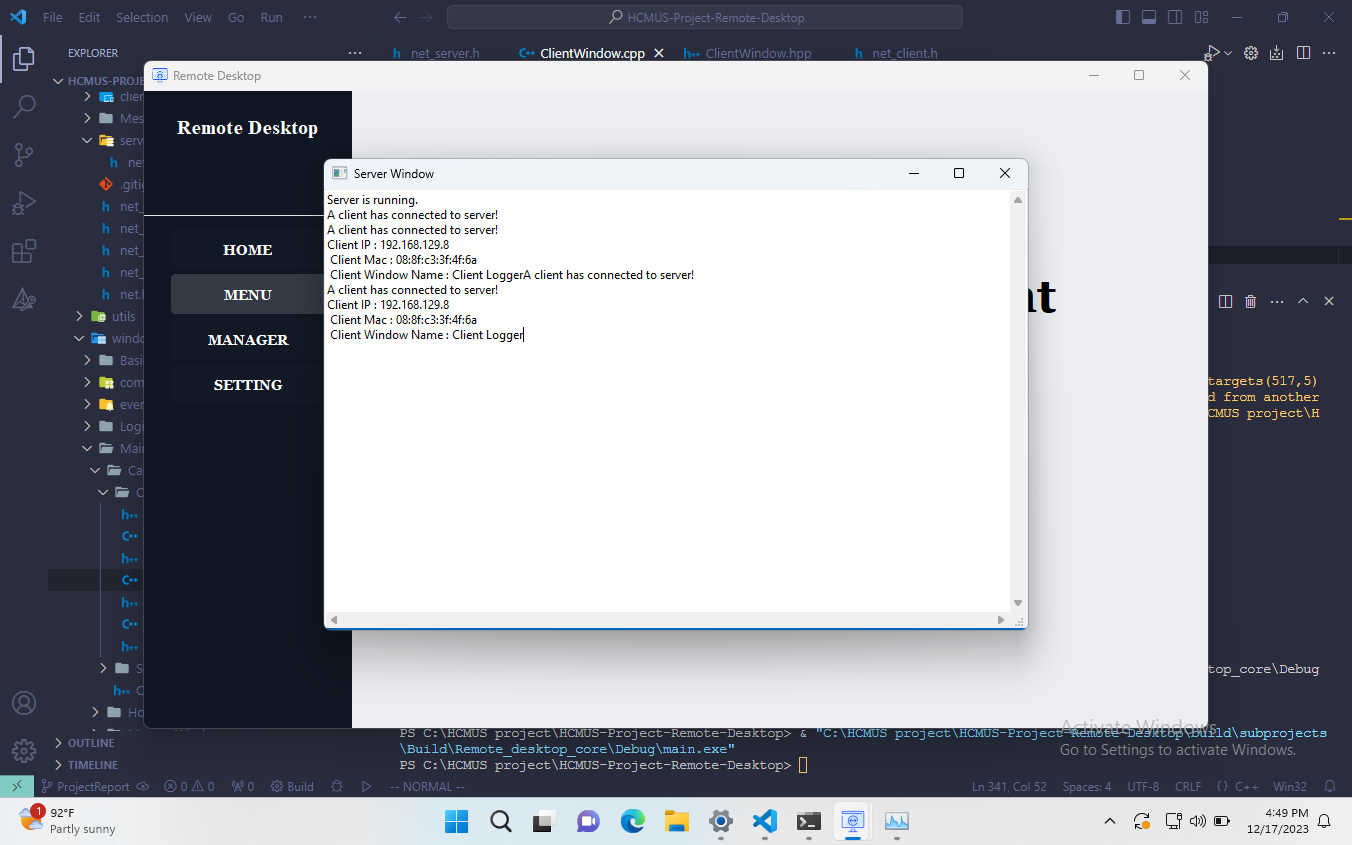 File Edit Selection View Go Run ···
HCMUS-Project-Remote-Desktop
EXPLORER
net_server.h
ClientWindow.cpp
ClientWindow.hpp
net_client.h
HCMUS-PROJE
Remote Desktop
Remote Desktop
HOME
MENU
MANAGER
SETTING
Server Window
Server is running.
A client has connected to server!
A client has connected to server!
Client IP : 192.168.129.8
Client Mac : 08:8f:c3:3f:4f:6a
Client Window Name : Client LoggerA client has connected to server!
A client has connected to server!
Client IP : 192.168.129.8
Client Mac : 08:8f:c3:3f:4f:6a
Client Window Name : Client Logger
nt
clien
Mes
serv
ne
.gitig
net_
net_
net_
net_
net.h
utils
windo
Basi
com
ever
Logi
Mai
Ca
C
h++
C++
h++
C++
h++
C++
h++
S
C
Ho
targets(517,5)
d from another
CMUS project\H
top_core\Debug
PS C:\HCMUS project\HCMUS-Project-Remote-Desktop> & "C:\HCMUS project\HCMUS-Project-Remote-Desktop\build\subprojects
\Build\Remote_desktop_core\Debug\main.exe"
PS C:\HCMUS project\HCMUS-Project-Remote-Desktop>
Activate Windows
Go to Settings to activate Windows.
OUTLINE
TIMELINE
ProjectReport 0 0 0 Build -- NORMAL -- Ln 341, Col 52 Spaces: 4 UTF-8 CRLF {} C++ Win32
1
92°F
Partly sunny
4:49 PM
12/17/2023